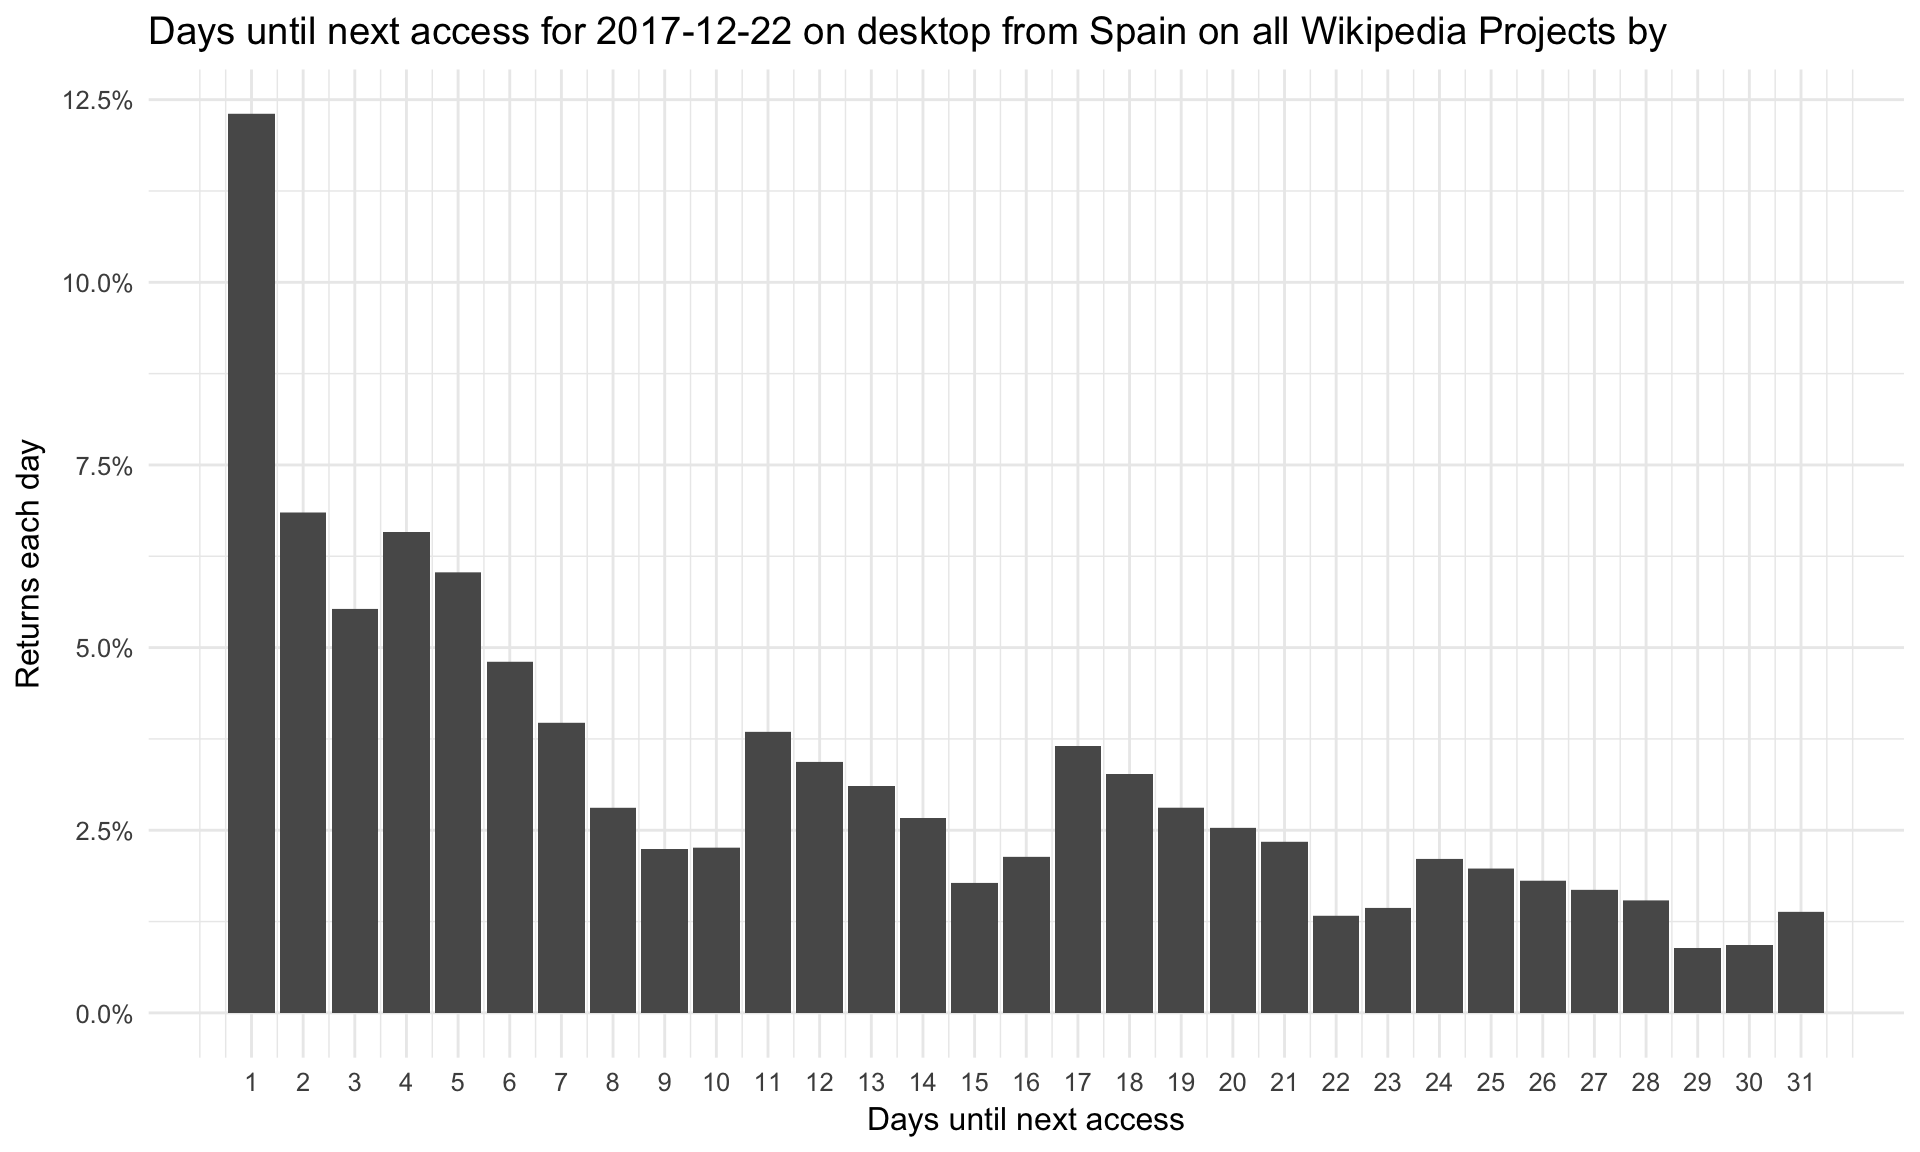 Days until next access for 2017-12-22 on desktop from Spain on all Wikipedia Projects by
12.5%
10.0%
7.5%
5.0%
2.5%
0.0%
Returns each day
1 2 3 4 5 6 7 8 9 10 11 12 13 14 15 16 17 18 19 20 21 22 23 24 25 26 27 28 29 30 31
Days until next access